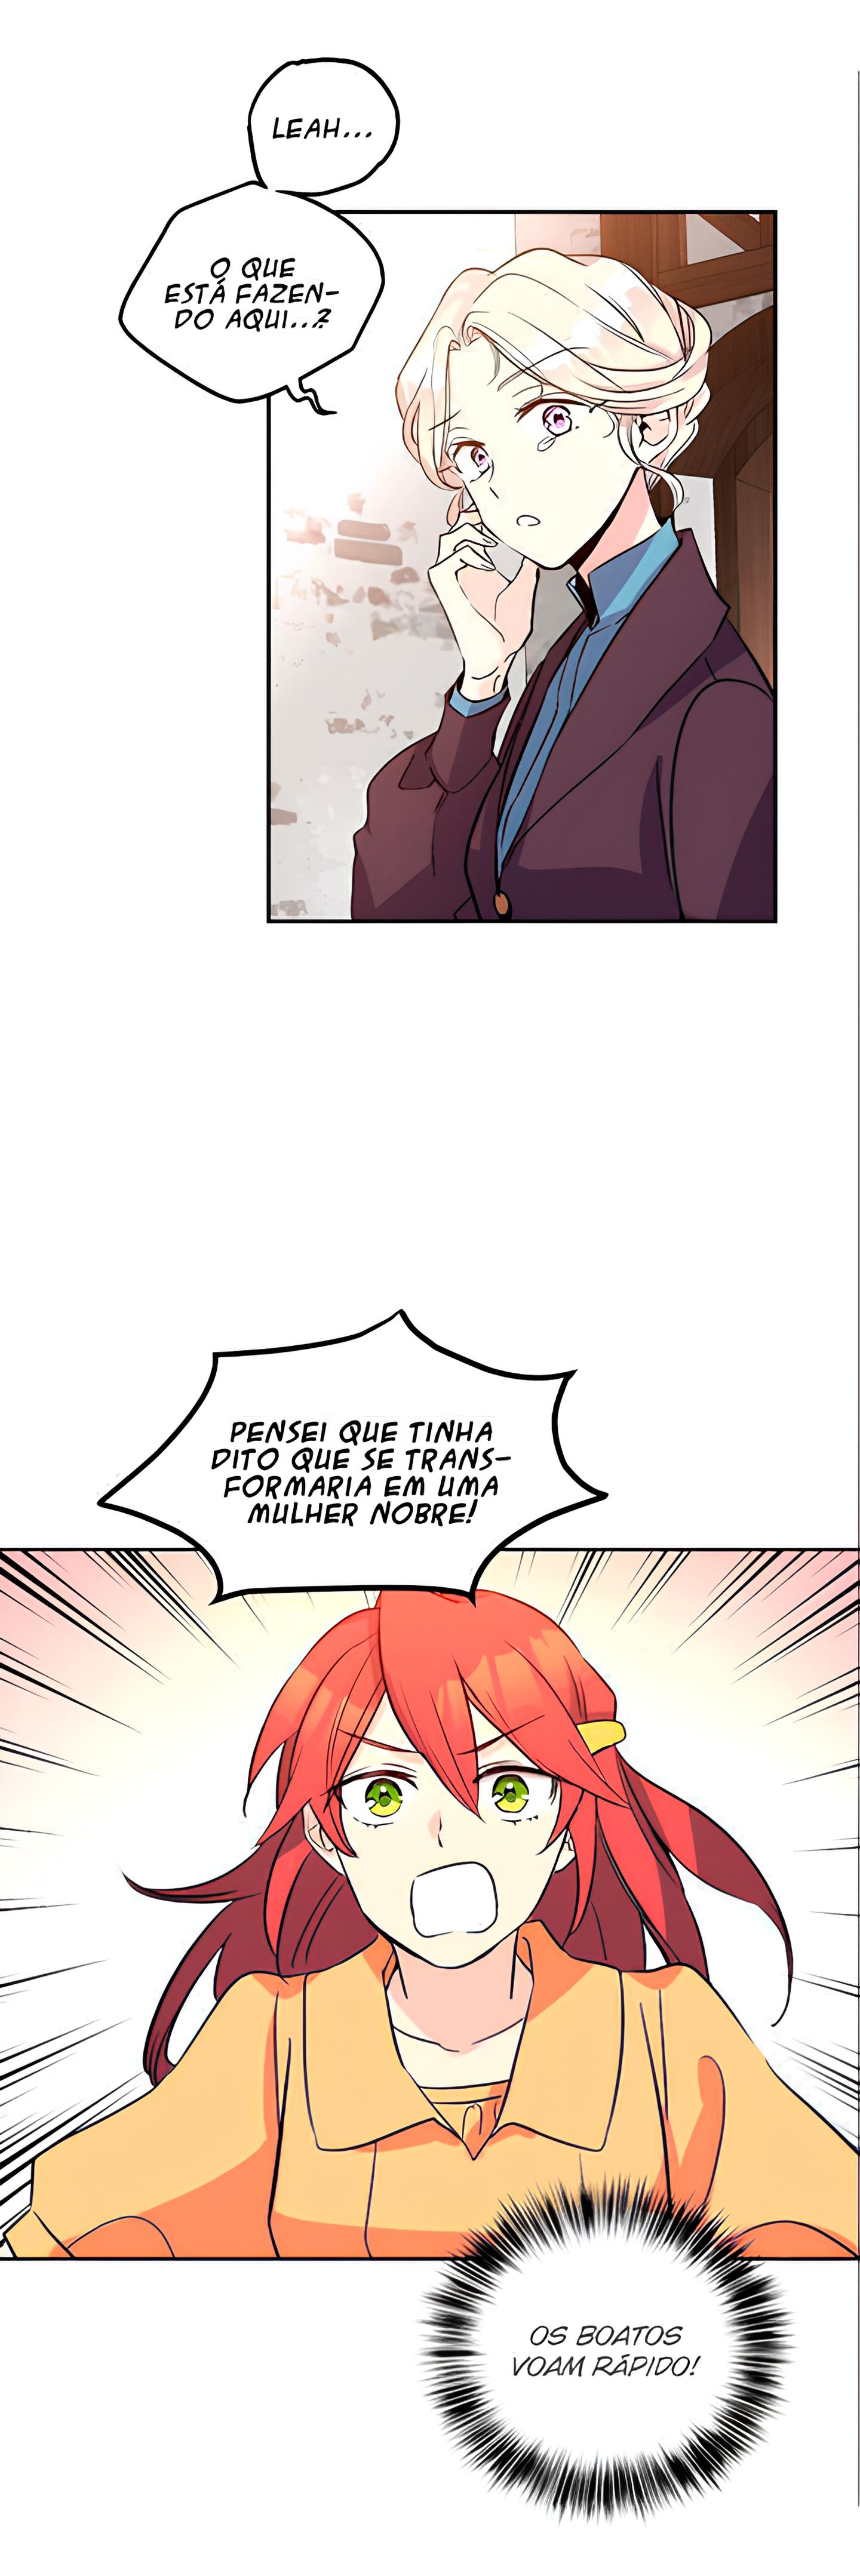 LEAH...
O QUE
ESTÁ FAZEN-
DO AQUI...?
PENSEI QUE TINHA
DITO QUE SE TRANS-
FORMARIA EM UMA
MULHER NOBRE!
OS BOATOS
VOAM RÁPIDO!